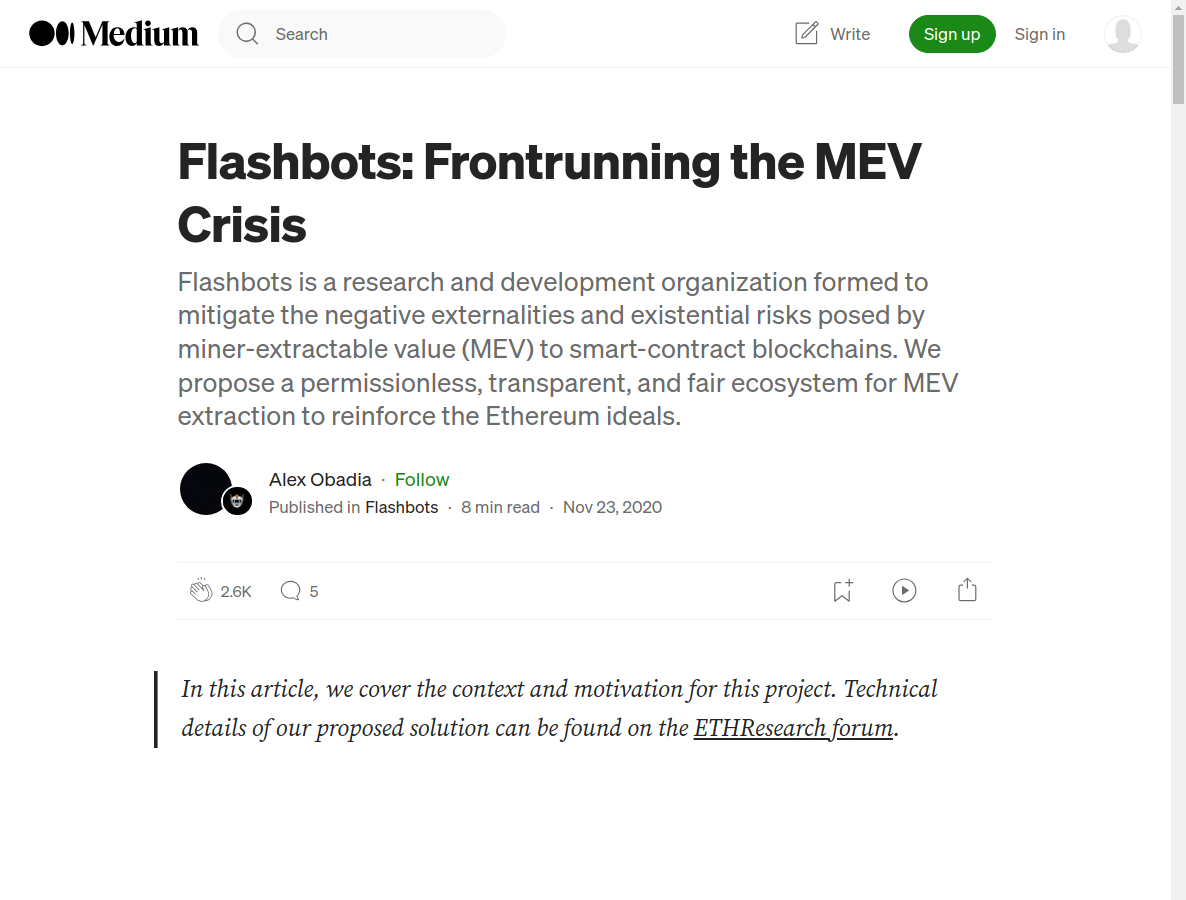 Medium
Search
Write
Sign up
Sign in
Flashbots: Frontrunning the MEV
Crisis
Flashbots is a research and development organization formed to
mitigate the negative externalities and existential risks posed by
miner-extractable value (MEV) to smart-contract blockchains. We
propose a permissionless, transparent, and fair ecosystem for MEV
extraction to reinforce the Ethereum ideals.
Alex Obadia · Follow
Published in Flashbots · 8 min read · Nov 23, 2020
2.6K
5
In this article, we cover the context and motivation for this project. Technical
details of our proposed solution can be found on the ETHResearch forum.